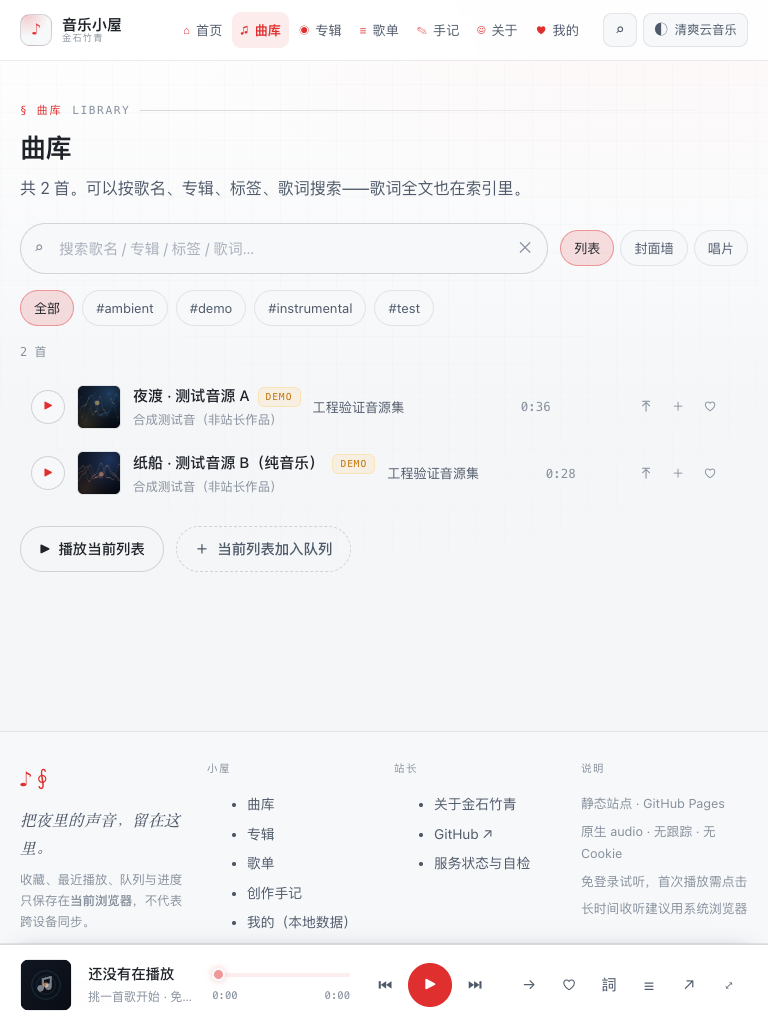 音乐小屋
金石竹青
首页
曲库
专辑
歌单
手记
关于
我的
清爽云音乐
§ 曲库 LIBRARY
曲库
共 2 首。可以按歌名、专辑、标签、歌词搜索——歌词全文也在索引里。
搜索歌名 / 专辑 / 标签 / 歌词…
列表
封面墙
唱片
全部
#ambient
#demo
#instrumental
#test
2 首
夜渡 · 测试音源 A DEMO
合成测试音（非站长作品）
工程验证音源集
0:36
纸船 · 测试音源 B（纯音乐） DEMO
合成测试音（非站长作品）
工程验证音源集
0:28
播放当前列表
＋ 当前列表加入队列
把夜里的声音，留在这
里。
收藏、最近播放、队列与进度
只保存在当前浏览器，不代表
跨设备同步。
小屋
曲库
专辑
歌单
创作手记
我的（本地数据）
站长
关于金石竹青
GitHub ↗
服务状态与自检
说明
静态站点 · GitHub Pages
原生 audio · 无跟踪 · 无
Cookie
免登录试听，首次播放需点击
长时间收听建议用系统浏览器
还没有在播放
挑一首歌开始 · 免…
0:00
0:00
詞